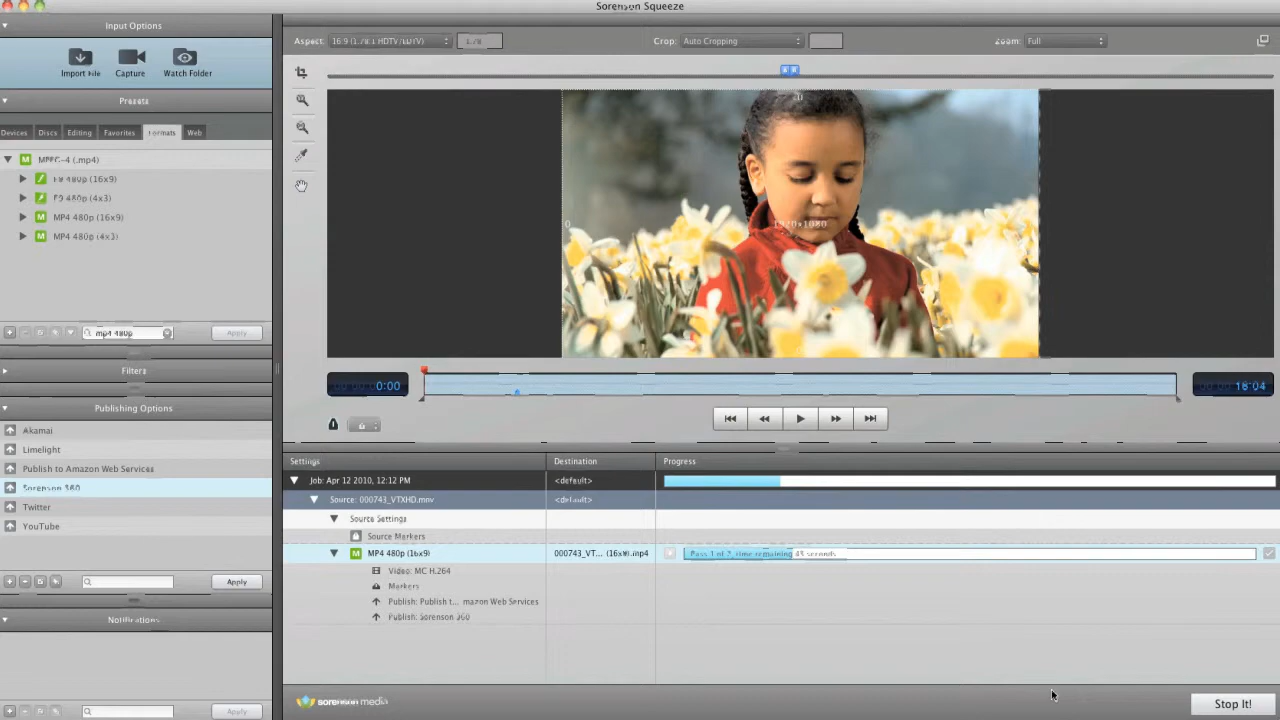 Sorenson Squeeze
Input Options
Aspect: 16:9 (1.78:1 HDTV/EDTV) 1.78 Crop: Auto Cropping Zoom: Full
Import File Capture Watch Folder
Presets
Devices Discs Editing Favorites Formats Web
MPEG-4 (.mp4)
F9 480p (16x9)
F9 480p (4x3)
MP4 480p (16x9)
MP4 480p (4x3)
0 1920x1080
mp4 480p Apply
Filters
0:00 16:04
Publishing Options
Akamai
Limelight
Publish to Amazon Web Services
Sorenson 360
Twitter
YouTube
Apply
Notifications
Apply
Settings Destination Progress
Job: Apr 12 2010, 12:12 PM <default>
Source: 000743_VTXHD.mov <default>
Source Settings
Source Markers
MP4 480p (16x9) 000743_VT... (16x9).mp4 Pass 1 of 2, time remaining 43 seconds
Video: MC H.264
Markers
Publish: Publish t... mazon Web Services
Publish: Sorenson 360
sorenson media
Stop It!